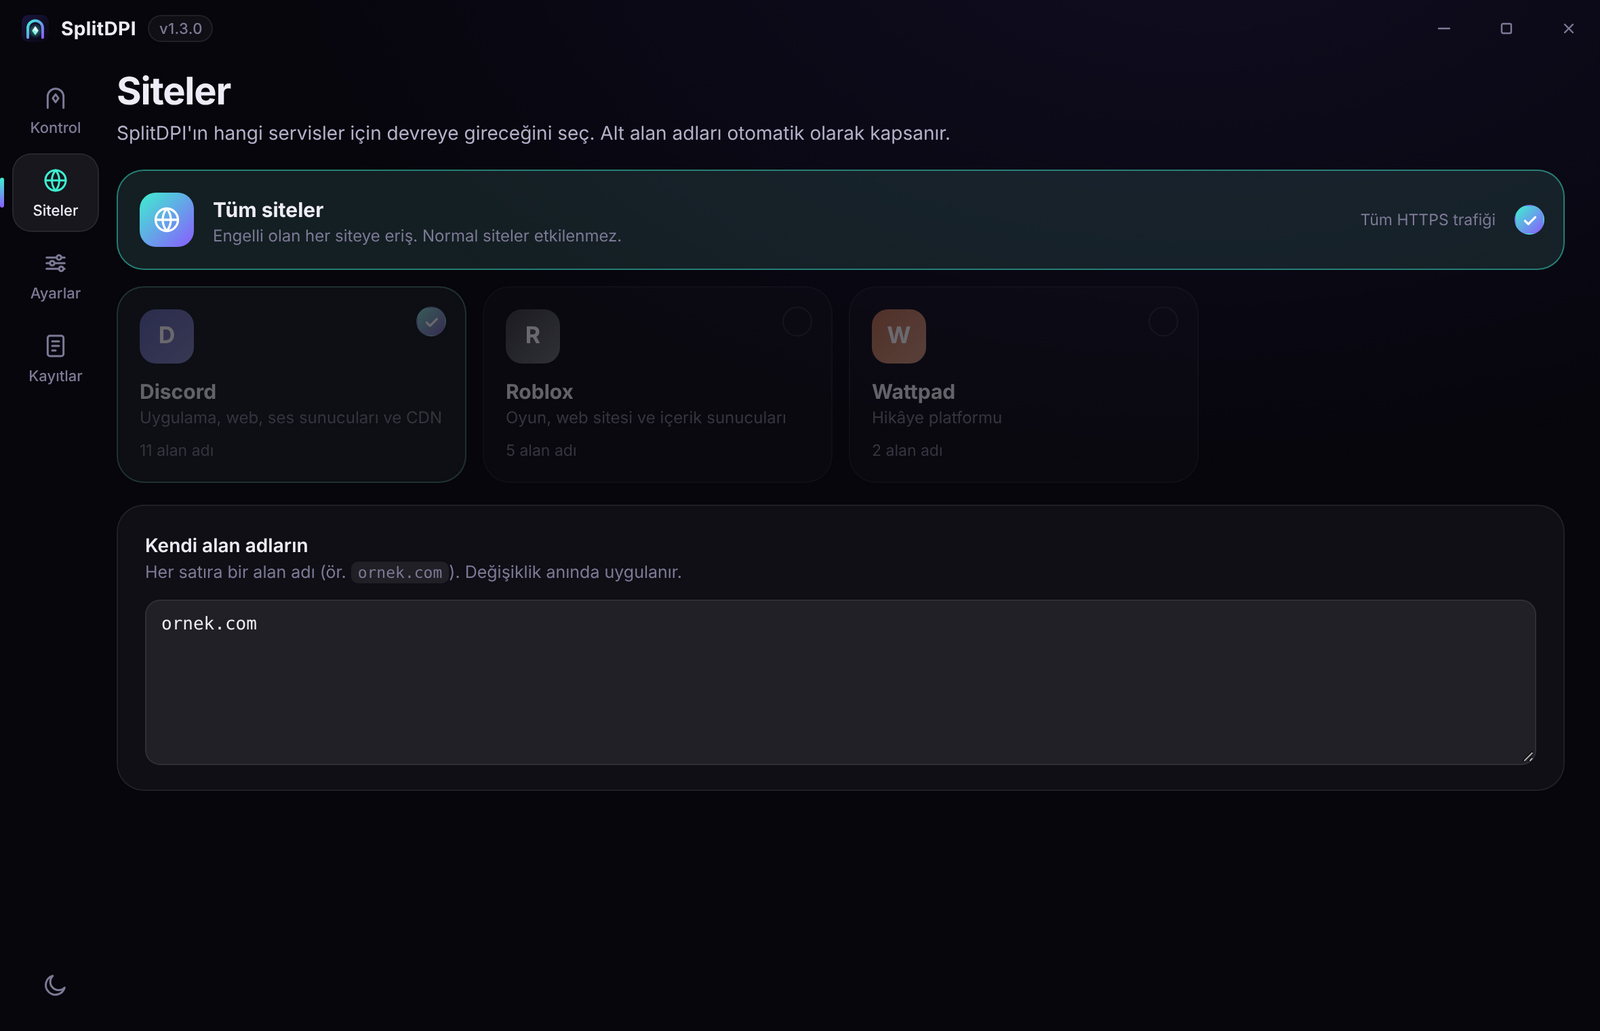 SplitDPI
v1.3.0
Kontrol
Siteler
Ayarlar
Kayıtlar
Siteler
SplitDPI'ın hangi servisler için devreye gireceğini seç. Alt alan adları otomatik olarak kapsanır.
Tüm siteler
Engelli olan her siteye eriş. Normal siteler etkilenmez.
Tüm HTTPS trafiği
D
Discord
Uygulama, web, ses sunucuları ve CDN
11 alan adı
R
Roblox
Oyun, web sitesi ve içerik sunucuları
5 alan adı
W
Wattpad
Hikâye platformu
2 alan adı
Kendi alan adların
Her satıra bir alan adı (ör. ornek.com). Değişiklik anında uygulanır.
ornek.com